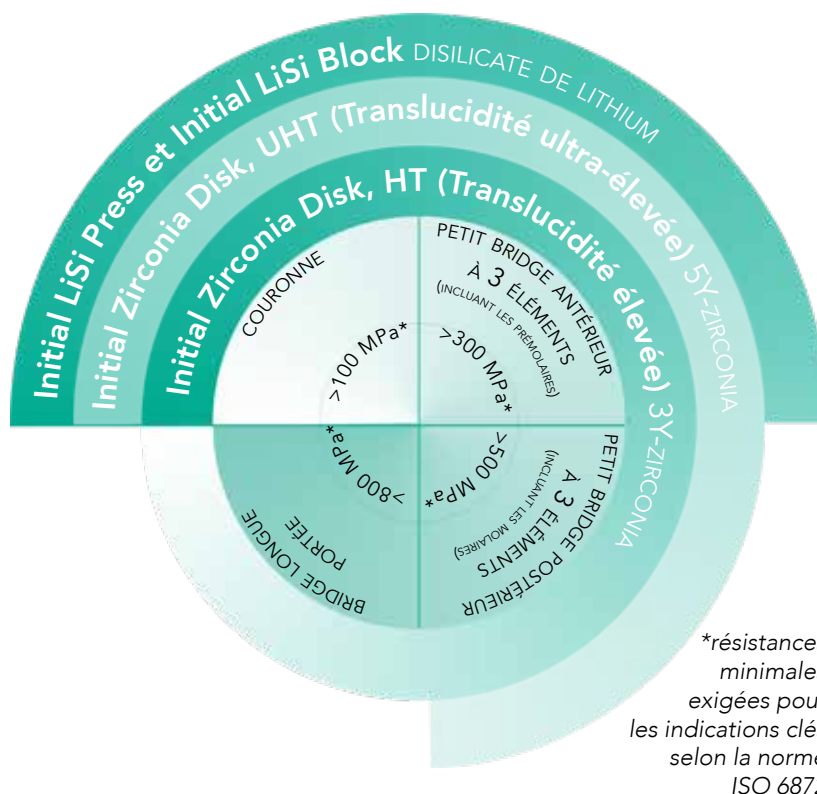 Initial LiSi Press et Initial LiSi Block DISILICATE DE LITHIUM
Initial Zirconia Disk, UHT (Translucidité ultra-élevée) 5Y-ZIRCONIA
Initial Zirconia Disk, HT (Translucidité élevée) 3Y-ZIRCONIA
COURONNE
>100 MPa*
PETIT BRIDGE ANTÉRIEUR
À 3 ÉLÉMENTS
(INCLUANT LES PRÉMOLAIRES)
>300 MPa*
PETIT BRIDGE POSTÉRIEUR
À 3 ÉLÉMENTS
(INCLUANT LES MOLAIRES)
>500 MPa*
BRIDGE LONGUE
PORTÉE
>800 MPa*
*résistance
minimale
exigées pou
les indications clé
selon la norme
ISO 6872